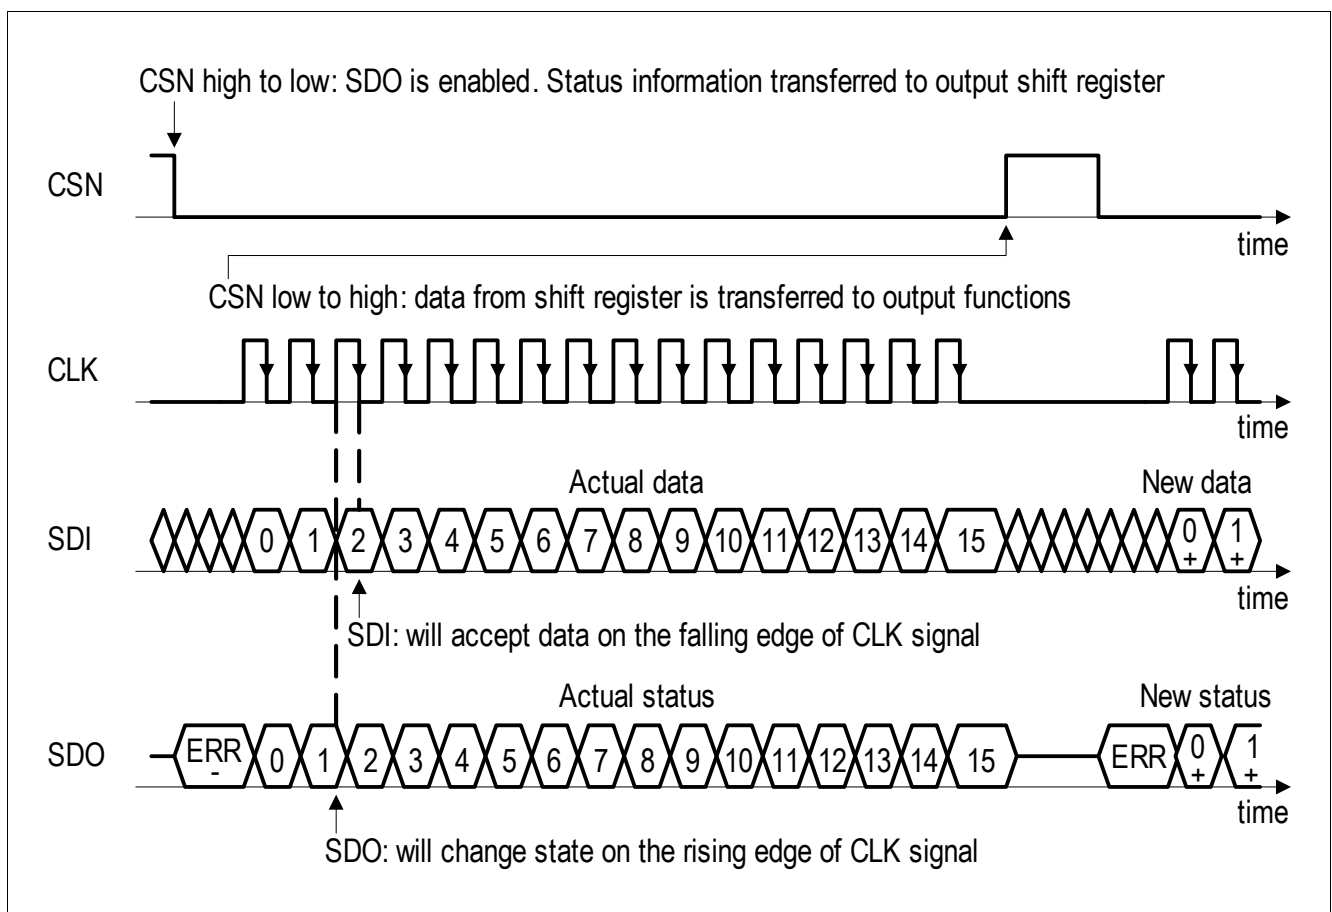 CSN high to low: SDO is enabled. Status information transferred to output shift register
CSN
time
CSN low to high: data from shift register is transferred to output functions
CLK
time
Actual data
New data
SDI
0 1 2 3 4 5 6 7 8 9 10 11 12 13 14 15 0 1
+ +
time
SDI: will accept data on the falling edge of CLK signal
Actual status
New status
SDO
ERR 0 1 2 3 4 5 6 7 8 9 10 11 12 13 14 15 ERR 0 1
- + +
time
SDO: will change state on the rising edge of CLK signal